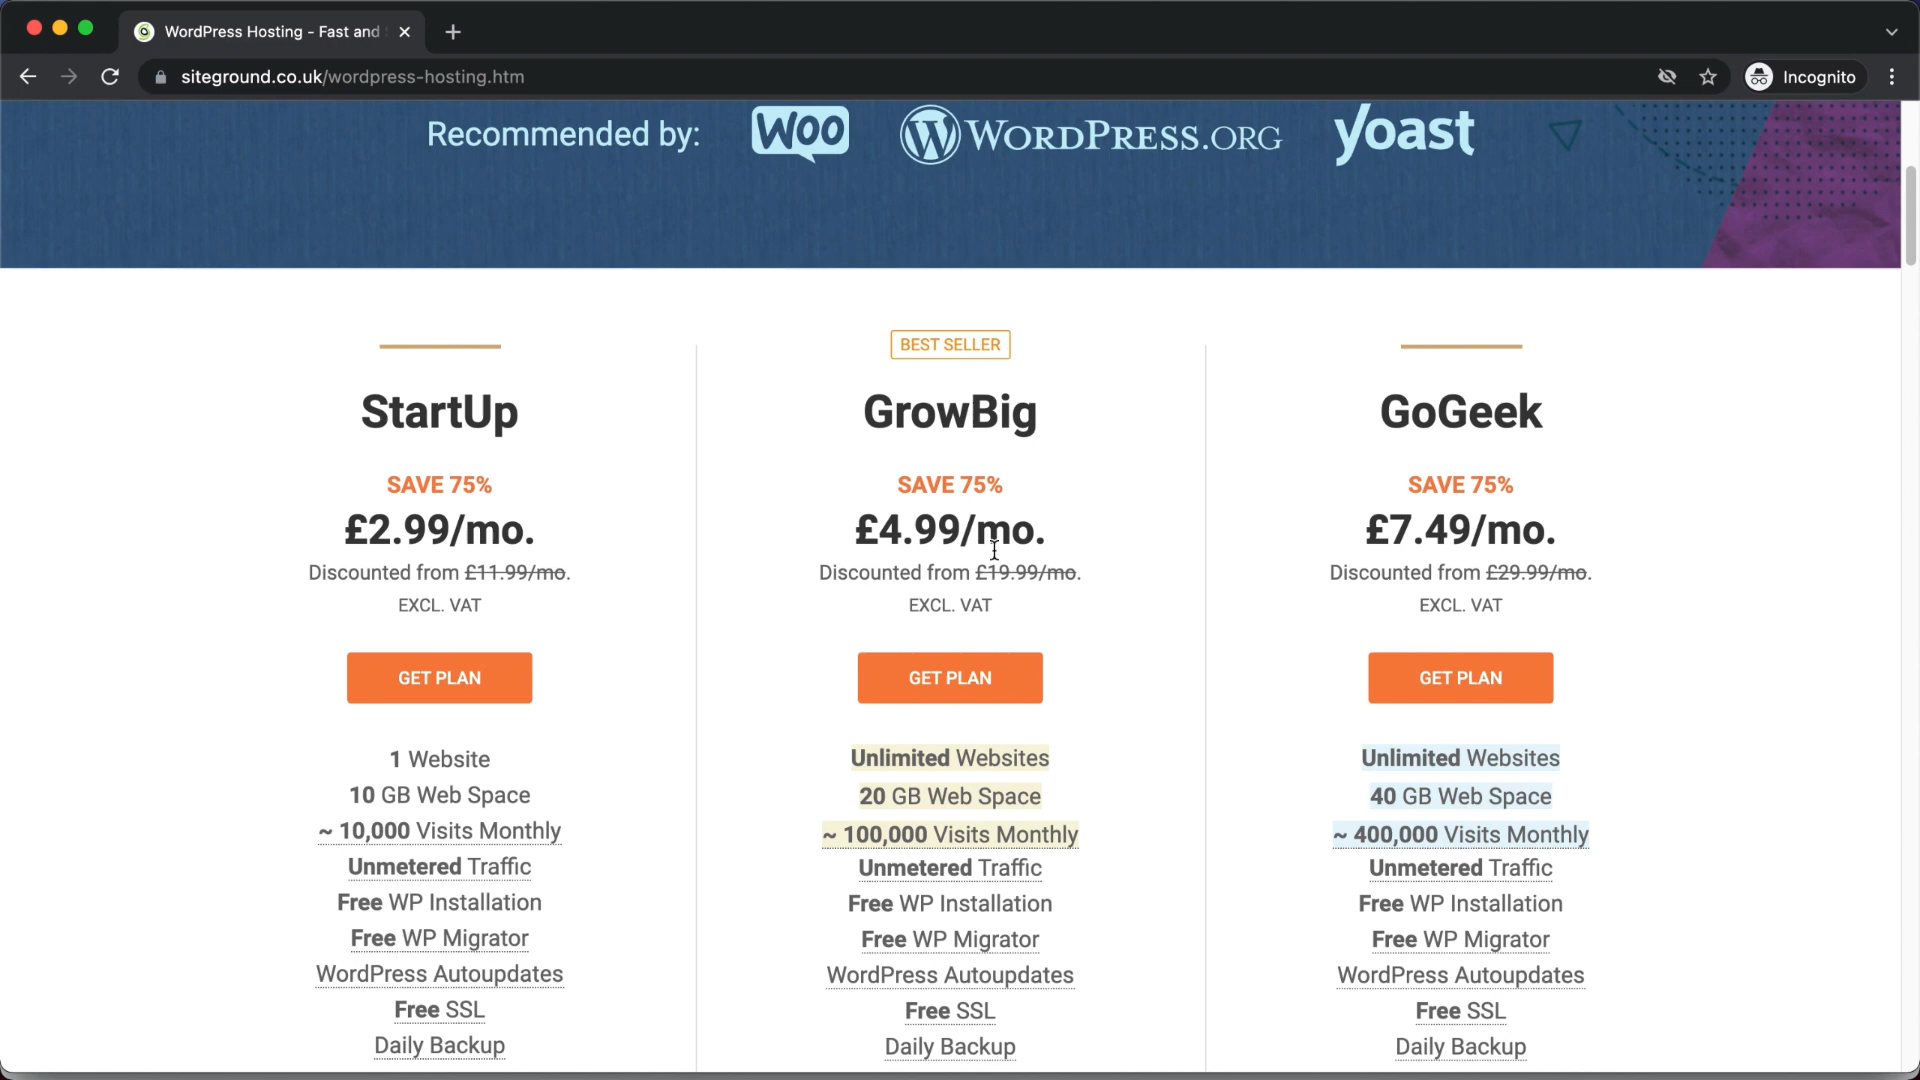 WordPress Hosting - Fast and
siteground.co.uk/wordpress-hosting.htm
Incognito
Recommended by:
WOO
WORDPRESS.ORG
yoast
BEST SELLER
StartUp
GrowBig
GoGeek
SAVE 75%
SAVE 75%
SAVE 75%
£2.99/mo.
£4.99/mo.
£7.49/mo.
Discounted from £11.99/mo.
Discounted from £19.99/mo.
Discounted from £29.99/mo.
EXCL. VAT
EXCL. VAT
EXCL. VAT
GET PLAN
GET PLAN
GET PLAN
1 Website
Unlimited Websites
Unlimited Websites
10 GB Web Space
20 GB Web Space
40 GB Web Space
~ 10,000 Visits Monthly
~ 100,000 Visits Monthly
~ 400,000 Visits Monthly
Unmetered Traffic
Unmetered Traffic
Unmetered Traffic
Free WP Installation
Free WP Installation
Free WP Installation
Free WP Migrator
Free WP Migrator
Free WP Migrator
WordPress Autoupdates
WordPress Autoupdates
WordPress Autoupdates
Free SSL
Free SSL
Free SSL
Daily Backup
Daily Backup
Daily Backup